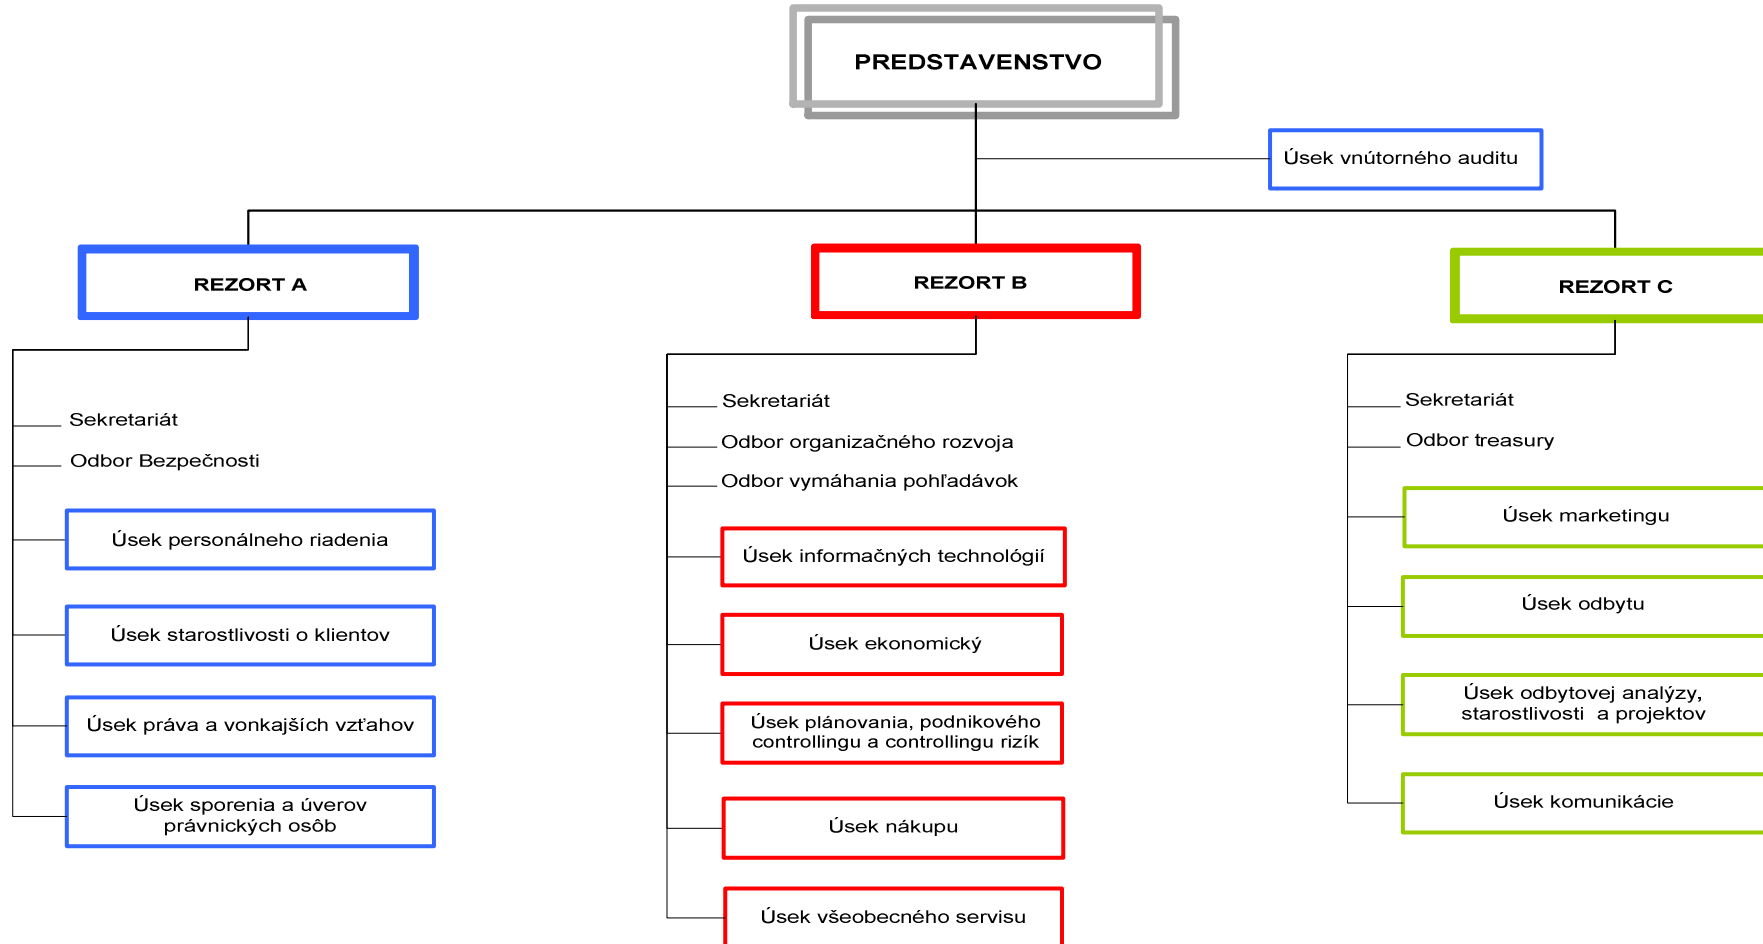 PREDSTAVENSTVO
Úsek vnútorného auditu
REZORT A
REZORT B
REZORT C
Sekretariát
Odbor Bezpečnosti
Úsek personálneho riadenia
Úsek starostlivosti o klientov
Úsek práva a vonkajších vzťahov
Úsek sporenia a úverov
právnických osôb
Sekretariát
Odbor organizačného rozvoja
Odbor vymáhania pohľadávok
Úsek informačných technológií
Úsek ekonomický
Úsek plánovania, podnikového
controllingu a controllingu rizík
Úsek nákupu
Úsek všeobecného servisu
Sekretariát
Odbor treasury
Úsek marketingu
Úsek odbytu
Úsek odbytovej analýzy,
starostlivosti a projektov
Úsek komunikácie